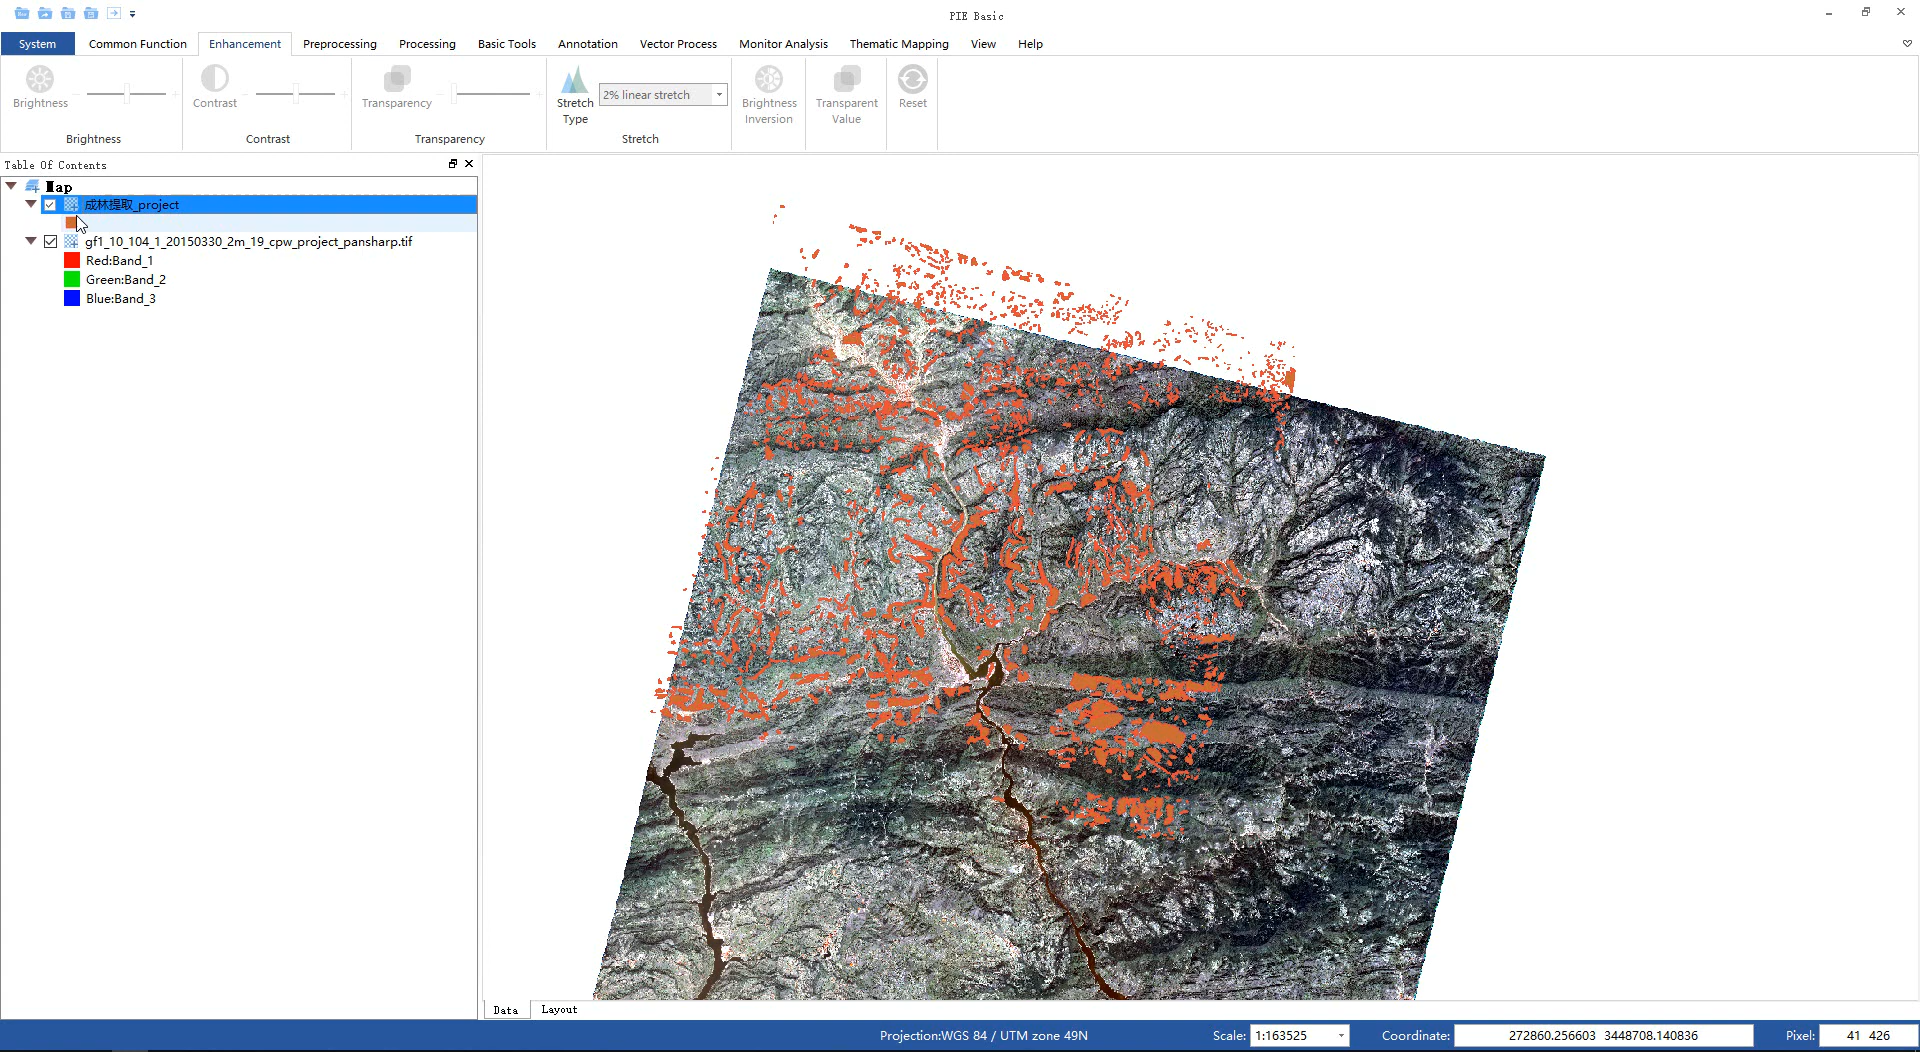 PIE Basic
System Common Function Enhancement Preprocessing Processing Basic Tools Annotation Vector Process Monitor Analysis Thematic Mapping View Help
Brightness
Contrast
Transparency
Stretch Type
2% linear stretch
Brightness Inversion
Transparent Value
Reset
Brightness Contrast Transparency Stretch
Table Of Contents
Map
成林提取_project
gf1_10_104_1_20150330_2m_19_cpw_project_pansharp.tif
Red:Band_1
Green:Band_2
Blue:Band_3
Data Layout
Projection:WGS 84 / UTM zone 49N Scale: 1:163525 Coordinate: 272860.256603 3448708.140836 Pixel: 41 426